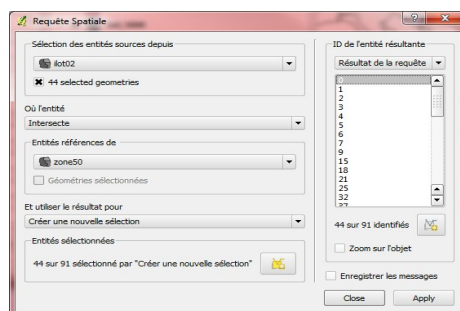 Requête Spatiale
Sélection des entités sources depuis
ilot02
44 selected geometries
Où l'entité
Intersecte
Entités références de
zone50
Géométries sélectionnées
Et utiliser le résultat pour
Créer une nouvelle sélection
Entités sélectionnées
44 sur 91 sélectionné par "Créer une nouvelle sélection"
ID de l'entité résultante
Résultat de la requête
0
1
2
3
4
5
6
7
9
15
18
21
25
32
37
44 sur 91 identifiés
Zoom sur l'objet
Enregistrer les messages
Close
Apply